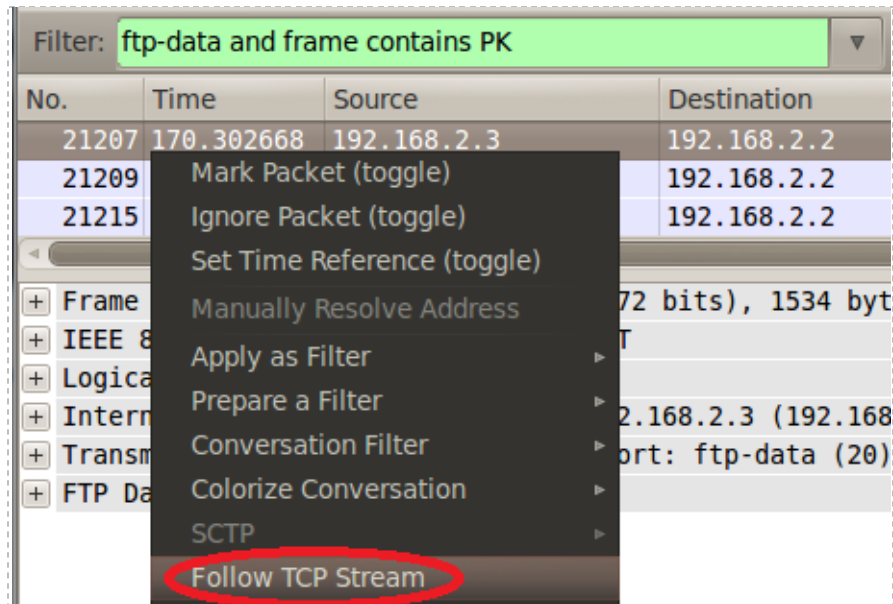 Filter: ftp-data and frame contains PK
No. Time Source Destination
21207 170.302668 192.168.2.3 192.168.2.2
Mark Packet (toggle)
21209 192.168.2.2
Ignore Packet (toggle)
21215 192.168.2.2
Set Time Reference (toggle)
Manually Resolve Address
Frame 72 bits), 1534 byt
IEEE 8 T
Apply as Filter
Logica
Prepare a Filter
Intern 2.168.2.3 (192.168
Conversation Filter
Transm ort: ftp-data (20)
Colorize Conversation
FTP Da
SCTP
Follow TCP Stream